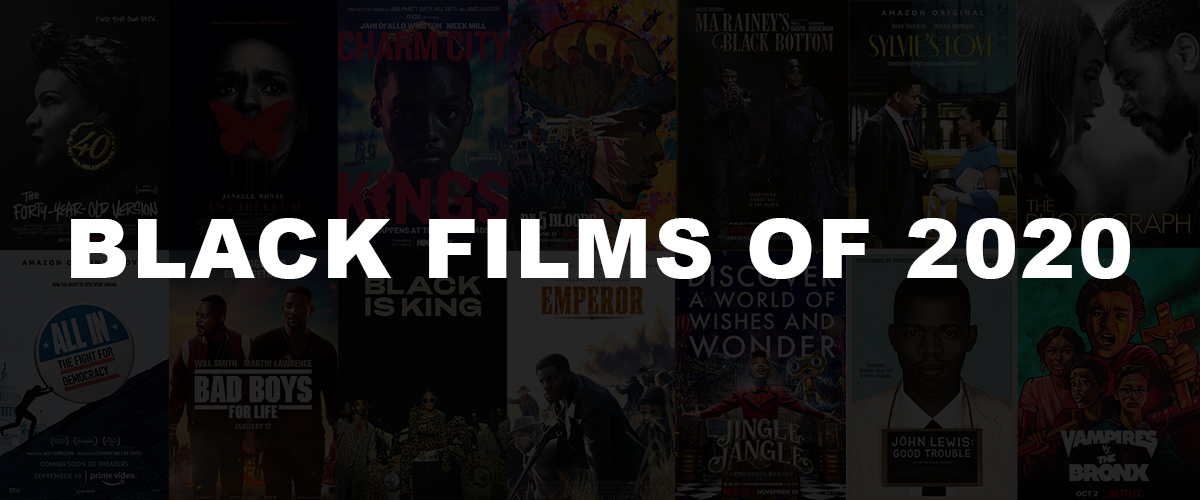 FIND YOUR OWN VOICE.
40
THE
FORTY-YEAR-OLD VERSION
JANELLE MONÁE
ANTEBELLUM
JAHI DI'ALLO WINSTON MEEK MILL
CHARM CITY
KINGS
DA 5 BLOODS
MA RAINEY'S
BLACK BOTTOM
DAVIS BOSEMAN
AMAZON ORIGINAL
SYLVIE'S LOVE
THE
PHOTOGRAPH
BLACK FILMS OF 2020
ALL IN
THE FIGHT FOR
DEMOCRACY
COMING SOON TO THEATERS
SEPTEMBER 18 prime video
WILL SMITH MARTIN LAWRENCE
BAD BOYS
FOR LIFE
JANUARY 17
BLACK
IS KING
EMPEROR
DISCOVER
A WORLD OF
WISHES AND
WONDER
JINGLE
JANGLE
JOHN LEWIS:
GOOD TROUBLE
VAMPIRES
VS. THE
BRONX
OCT 2